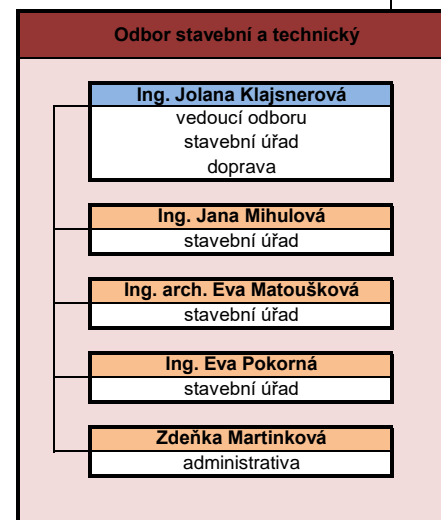 Odbor stavební a technický
Ing. Jolana Klajsnerová
vedoucí odboru
stavební úřad
doprava
Ing. Jana Mihulová
stavební úřad
Ing. arch. Eva Matoušková
stavební úřad
Ing. Eva Pokorná
stavební úřad
Zdeňka Martinková
administrativa